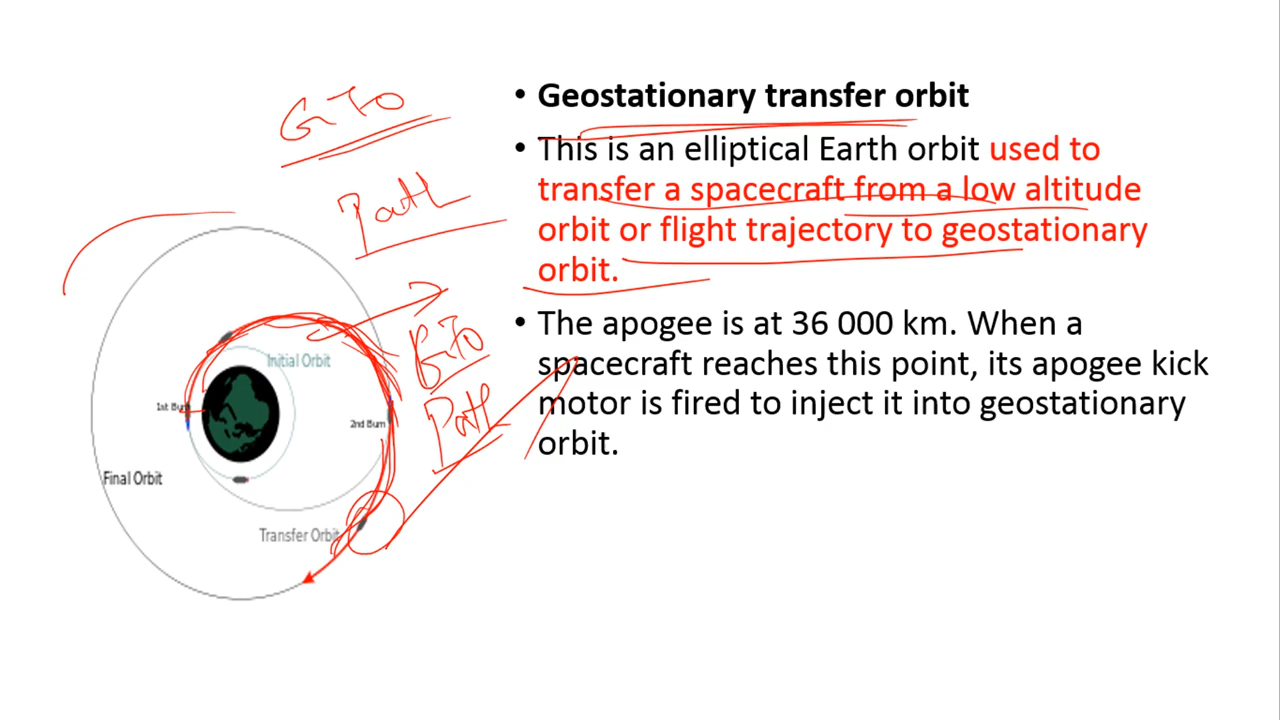 GTO
Path
GTO
Path
Initial Orbit
1st Burn
2nd Burn
Final Orbit
Transfer Orbit
• Geostationary transfer orbit
• This is an elliptical Earth orbit used to
transfer a spacecraft from a low altitude
orbit or flight trajectory to geostationary
orbit.
• The apogee is at 36 000 km. When a
spacecraft reaches this point, its apogee kick
motor is fired to inject it into geostationary
orbit.